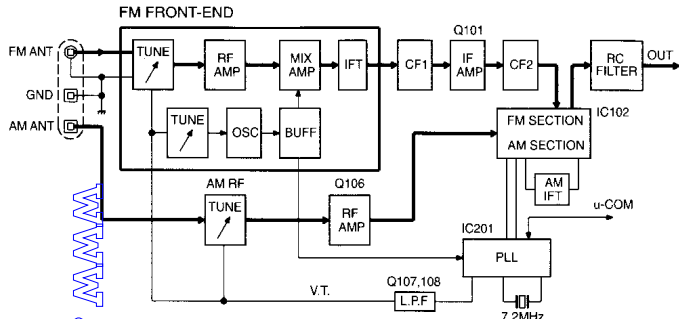 FM FRONT-END
FM ANT
TUNE
RF AMP
MIX AMP
IFT
CF1
Q101
IF AMP
CF2
RC FILTER
OUT
GND
AM ANT
TUNE
OSC
BUFF
FM SECTION
AM SECTION
IC102
AM IFT
AM RF
TUNE
Q106
RF AMP
u-COM
IC201
PLL
V.T.
Q107,108
L.P.F
7.2MHz
WWW